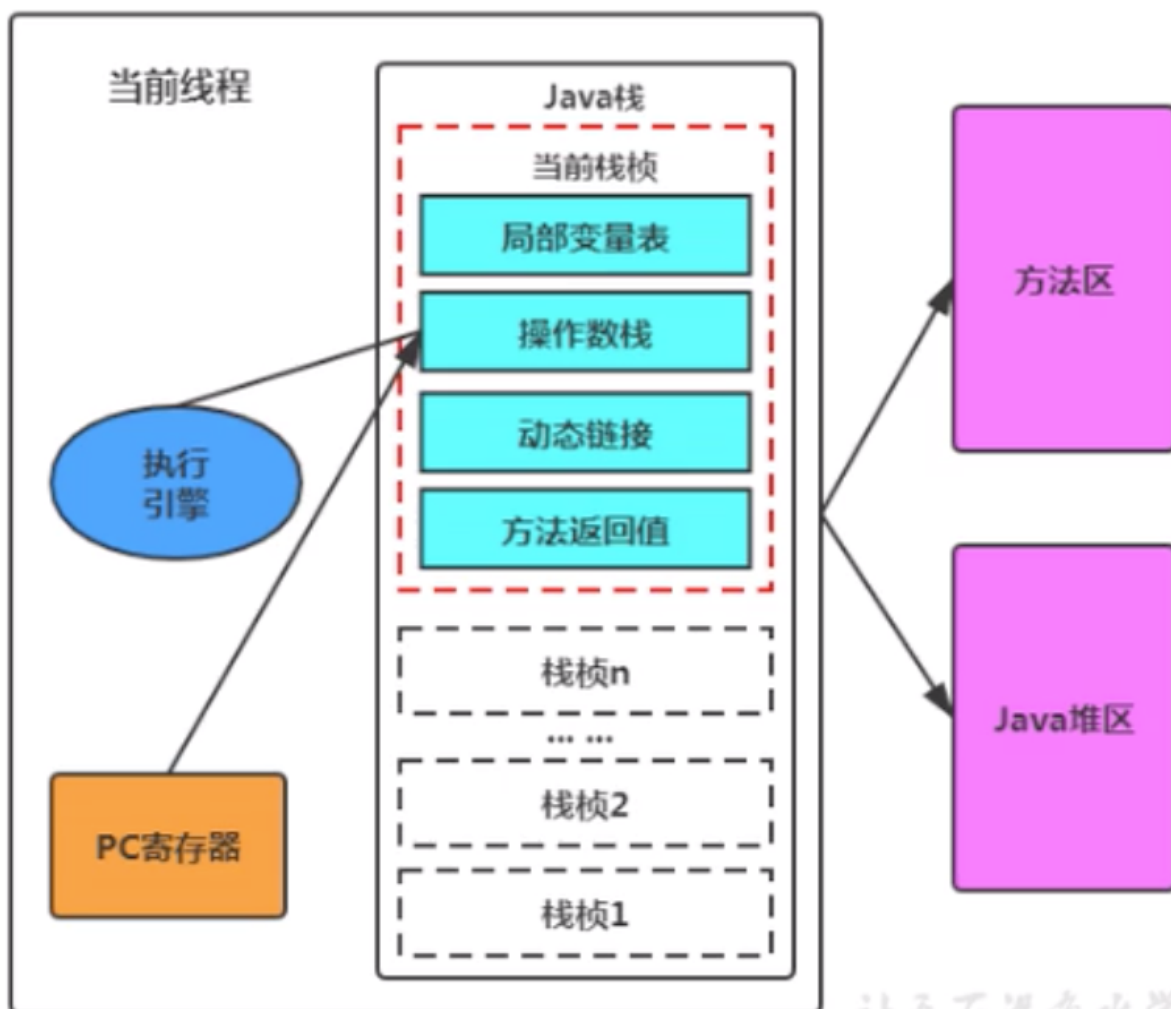 当前线程
Java栈
当前栈桢
局部变量表
操作数栈
动态链接
方法返回值
栈桢n
... ...
栈桢2
栈桢1
执行
引擎
PC寄存器
方法区
Java堆区